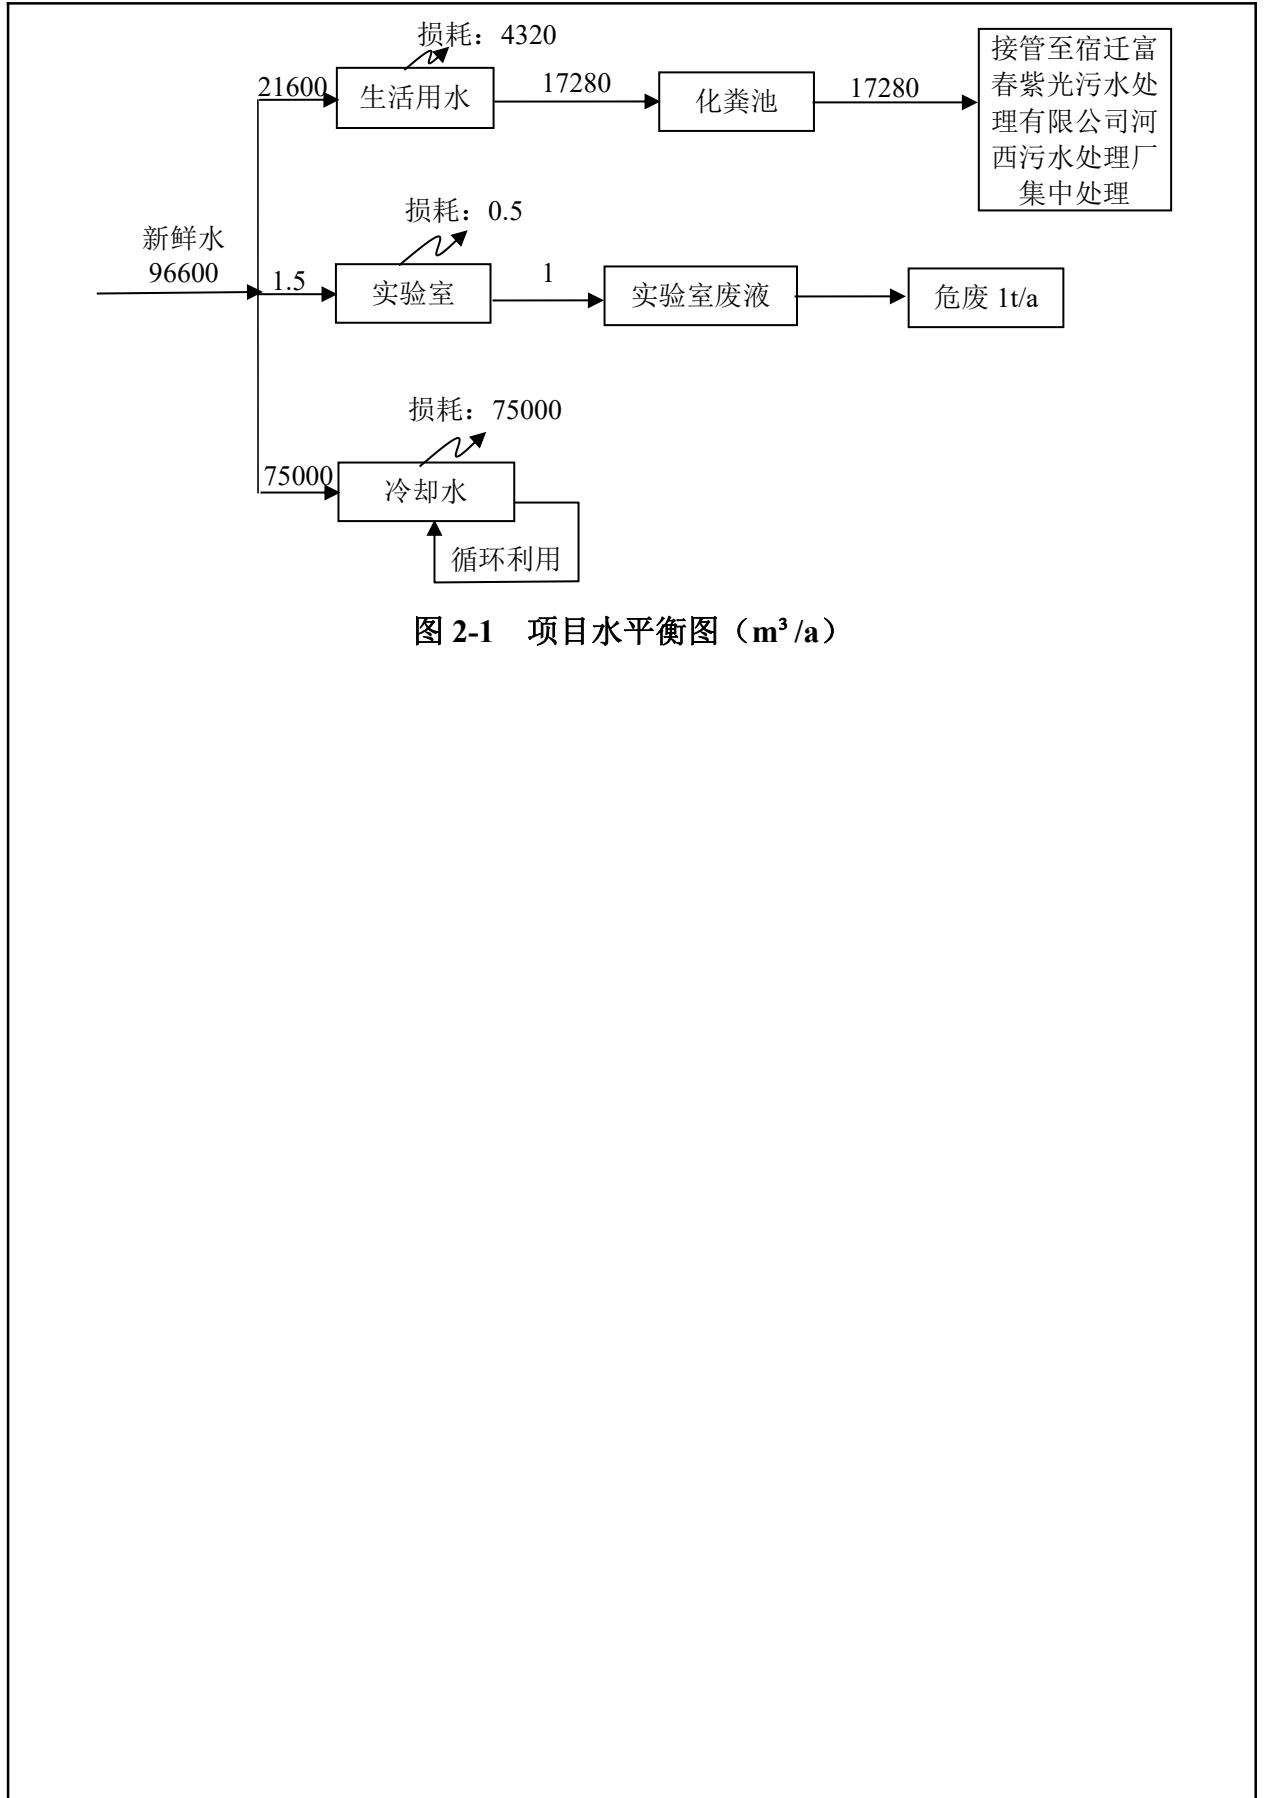 损耗：4320
21600
生活用水
17280
化粪池
17280
接管至宿迁富
春紫光污水处
理有限公司河
西污水处理厂
集中处理
新鲜水
96600
损耗：0.5
1.5
实验室
1
实验室废液
危废 1t/a
损耗：75000
75000
冷却水
循环利用
图 2-1 项目水平衡图（m³/a）